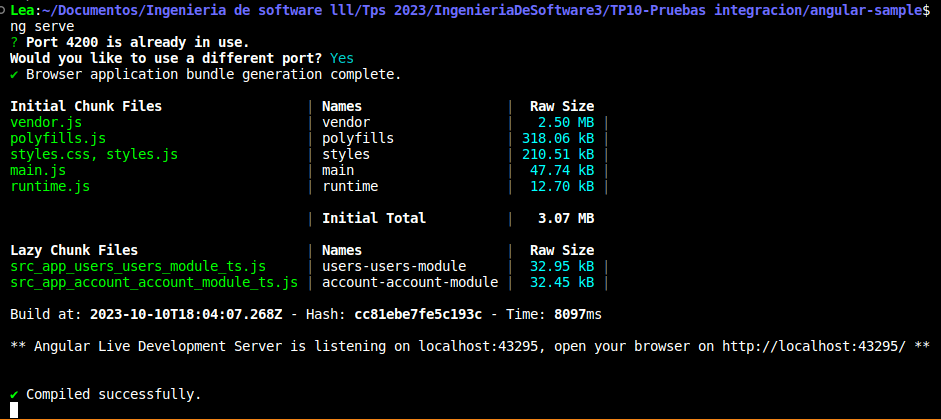 Lea:~/Documentos/Ingenieria de software lll/Tps 2023/IngenieriaDeSoftware3/TP10-Pruebas integracion/angular-sample$
ng serve
? Port 4200 is already in use.
Would you like to use a different port? Yes
✔ Browser application bundle generation complete.
Initial Chunk Files | Names | Raw Size
vendor.js | vendor | 2.50 MB |
polyfills.js | polyfills | 318.06 kB |
styles.css, styles.js | styles | 210.51 kB |
main.js | main | 47.74 kB |
runtime.js | runtime | 12.70 kB |
| Initial Total | 3.07 MB
Lazy Chunk Files | Names | Raw Size
src_app_users_users_module_ts.js | users-users-module | 32.95 kB |
src_app_account_account_module_ts.js | account-account-module | 32.45 kB |
Build at: 2023-10-10T18:04:07.268Z - Hash: cc81ebe7fe5c193c - Time: 8097ms
** Angular Live Development Server is listening on localhost:43295, open your browser on http://localhost:43295/ **
✔ Compiled successfully.